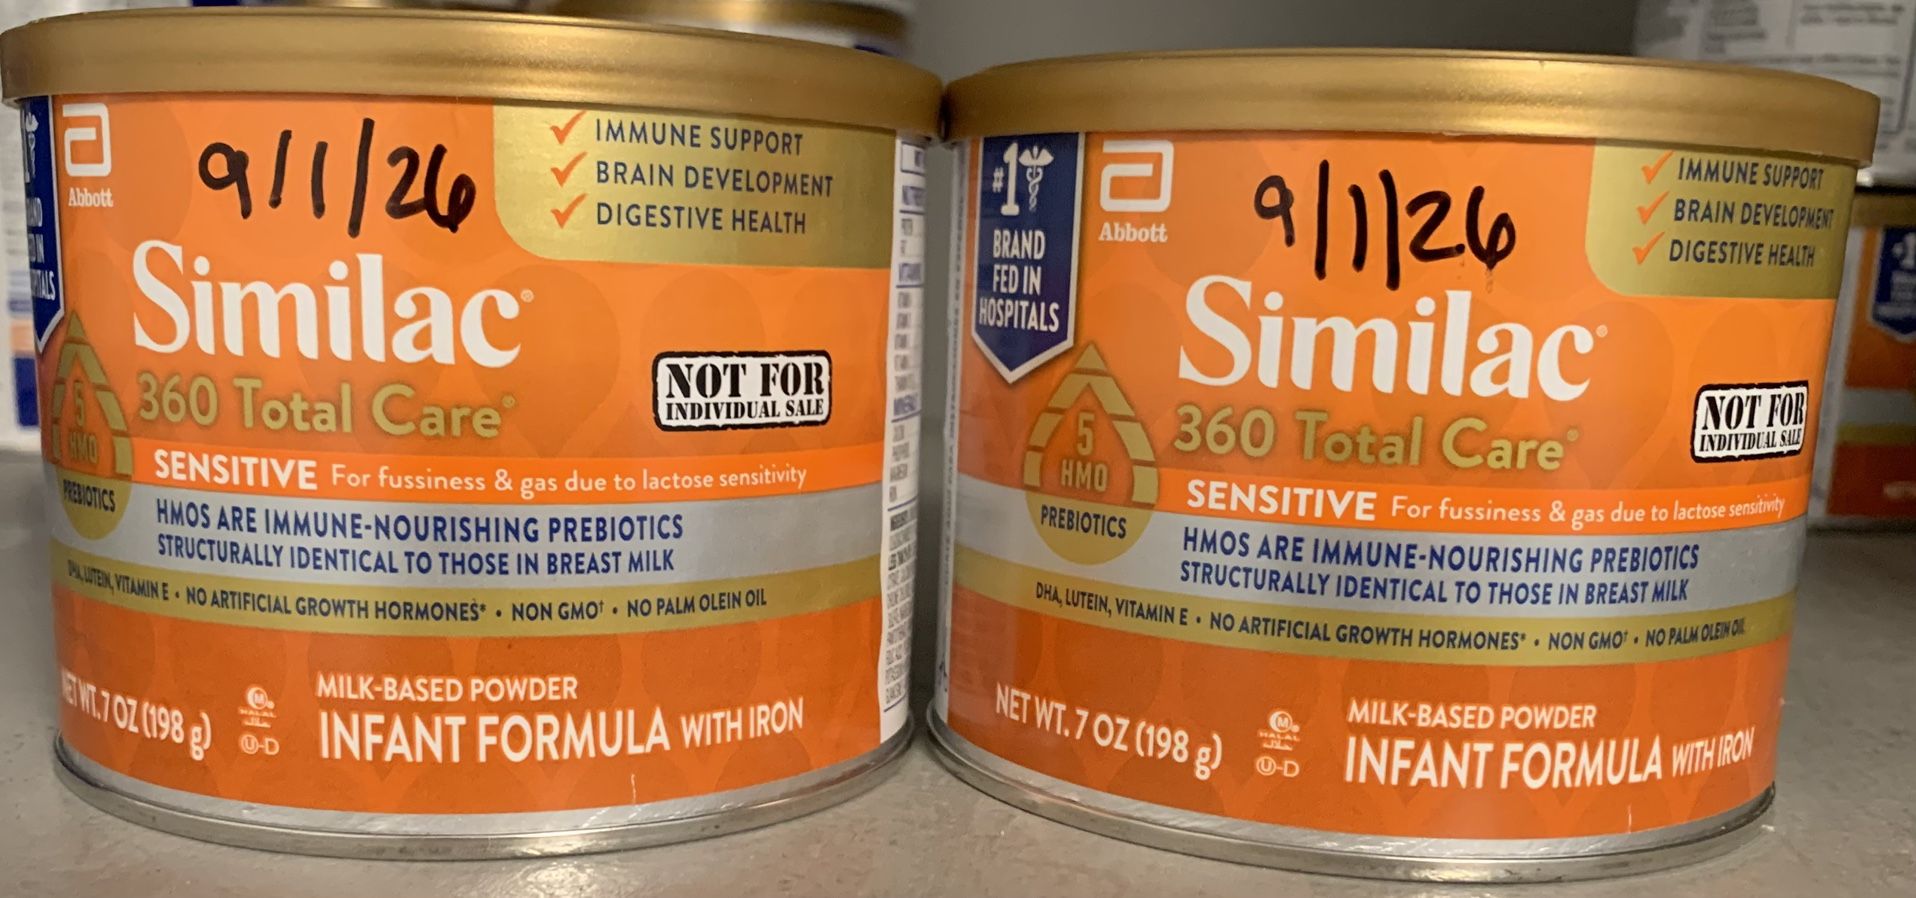 Abbott
9/1/26
IMMUNE SUPPORT
BRAIN DEVELOPMENT
DIGESTIVE HEALTH
Similac®
360 Total Care®
NOT FOR
INDIVIDUAL SALE
5
HMO
PREBIOTICS
SENSITIVE For fussiness & gas due to lactose sensitivity
HMOS ARE IMMUNE-NOURISHING PREBIOTICS
STRUCTURALLY IDENTICAL TO THOSE IN BREAST MILK
DHA, LUTEIN, VITAMIN E • NO ARTIFICIAL GROWTH HORMONES* • NON GMO† • NO PALM OLEIN OIL
NET WT. 7 OZ (198 g)
M
HALAL
U-D
MILK-BASED POWDER
INFANT FORMULA WITH IRON
#1
BRAND
FED IN
HOSPITALS
Abbott
9/1/26
IMMUNE SUPPORT
BRAIN DEVELOPMENT
DIGESTIVE HEALTH
Similac®
360 Total Care®
NOT FOR
INDIVIDUAL SALE
5
HMO
PREBIOTICS
SENSITIVE For fussiness & gas due to lactose sensitivity
HMOS ARE IMMUNE-NOURISHING PREBIOTICS
STRUCTURALLY IDENTICAL TO THOSE IN BREAST MILK
DHA, LUTEIN, VITAMIN E • NO ARTIFICIAL GROWTH HORMONES* • NON GMO† • NO PALM OLEIN OIL
NET WT. 7 OZ (198 g)
M
HALAL
U-D
MILK-BASED POWDER
INFANT FORMULA WITH IRON